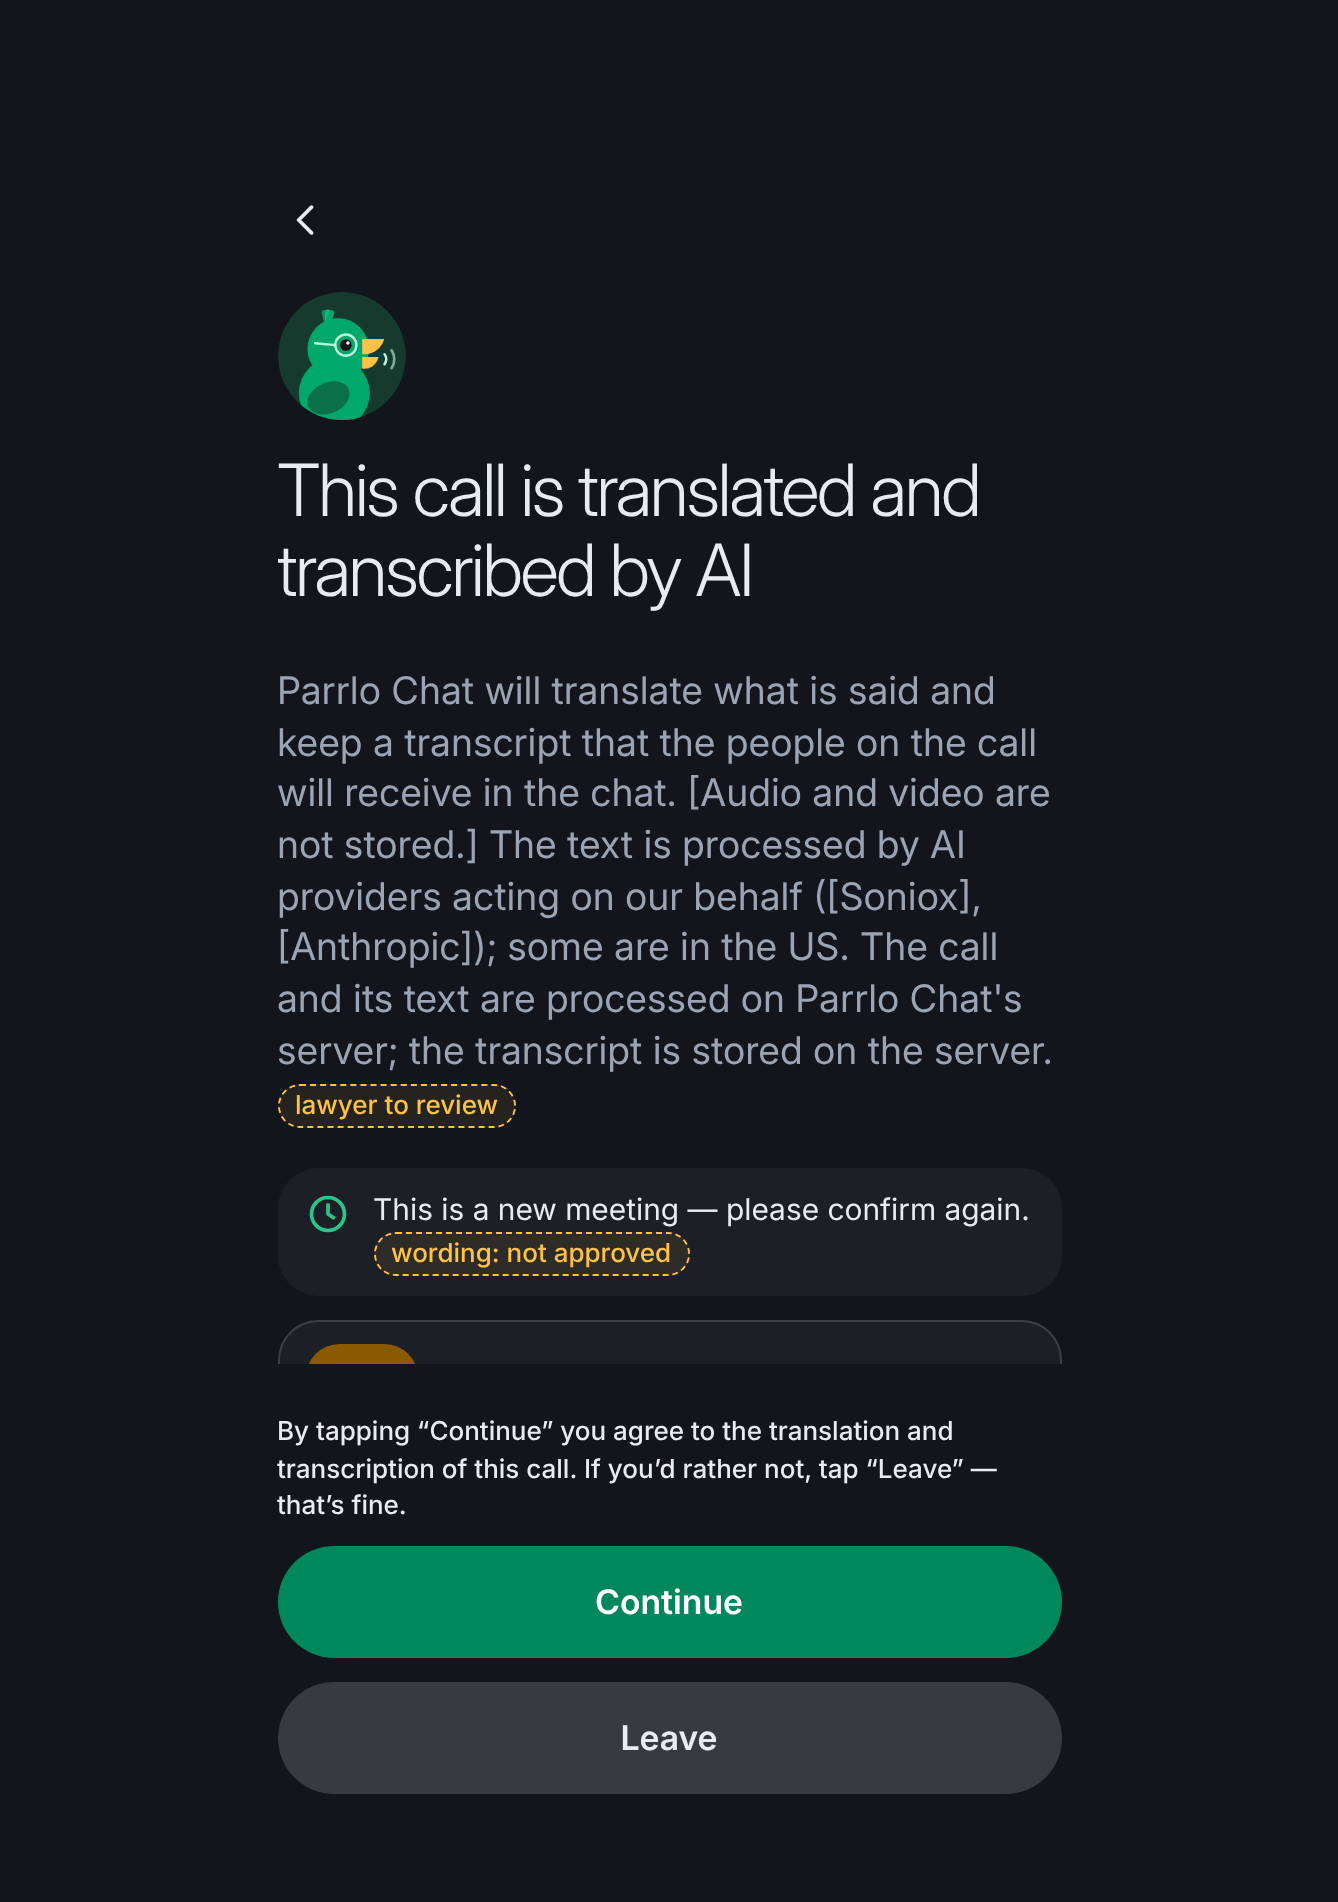 This call is translated and
transcribed by AI
Parrlo Chat will translate what is said and
keep a transcript that the people on the call
will receive in the chat. [Audio and video are
not stored.] The text is processed by AI
providers acting on our behalf ([Soniox],
[Anthropic]); some are in the US. The call
and its text are processed on Parrlo Chat's
server; the transcript is stored on the server.
lawyer to review
This is a new meeting — please confirm again.
wording: not approved
By tapping “Continue” you agree to the translation and
transcription of this call. If you’d rather not, tap “Leave” —
that’s fine.
Continue
Leave